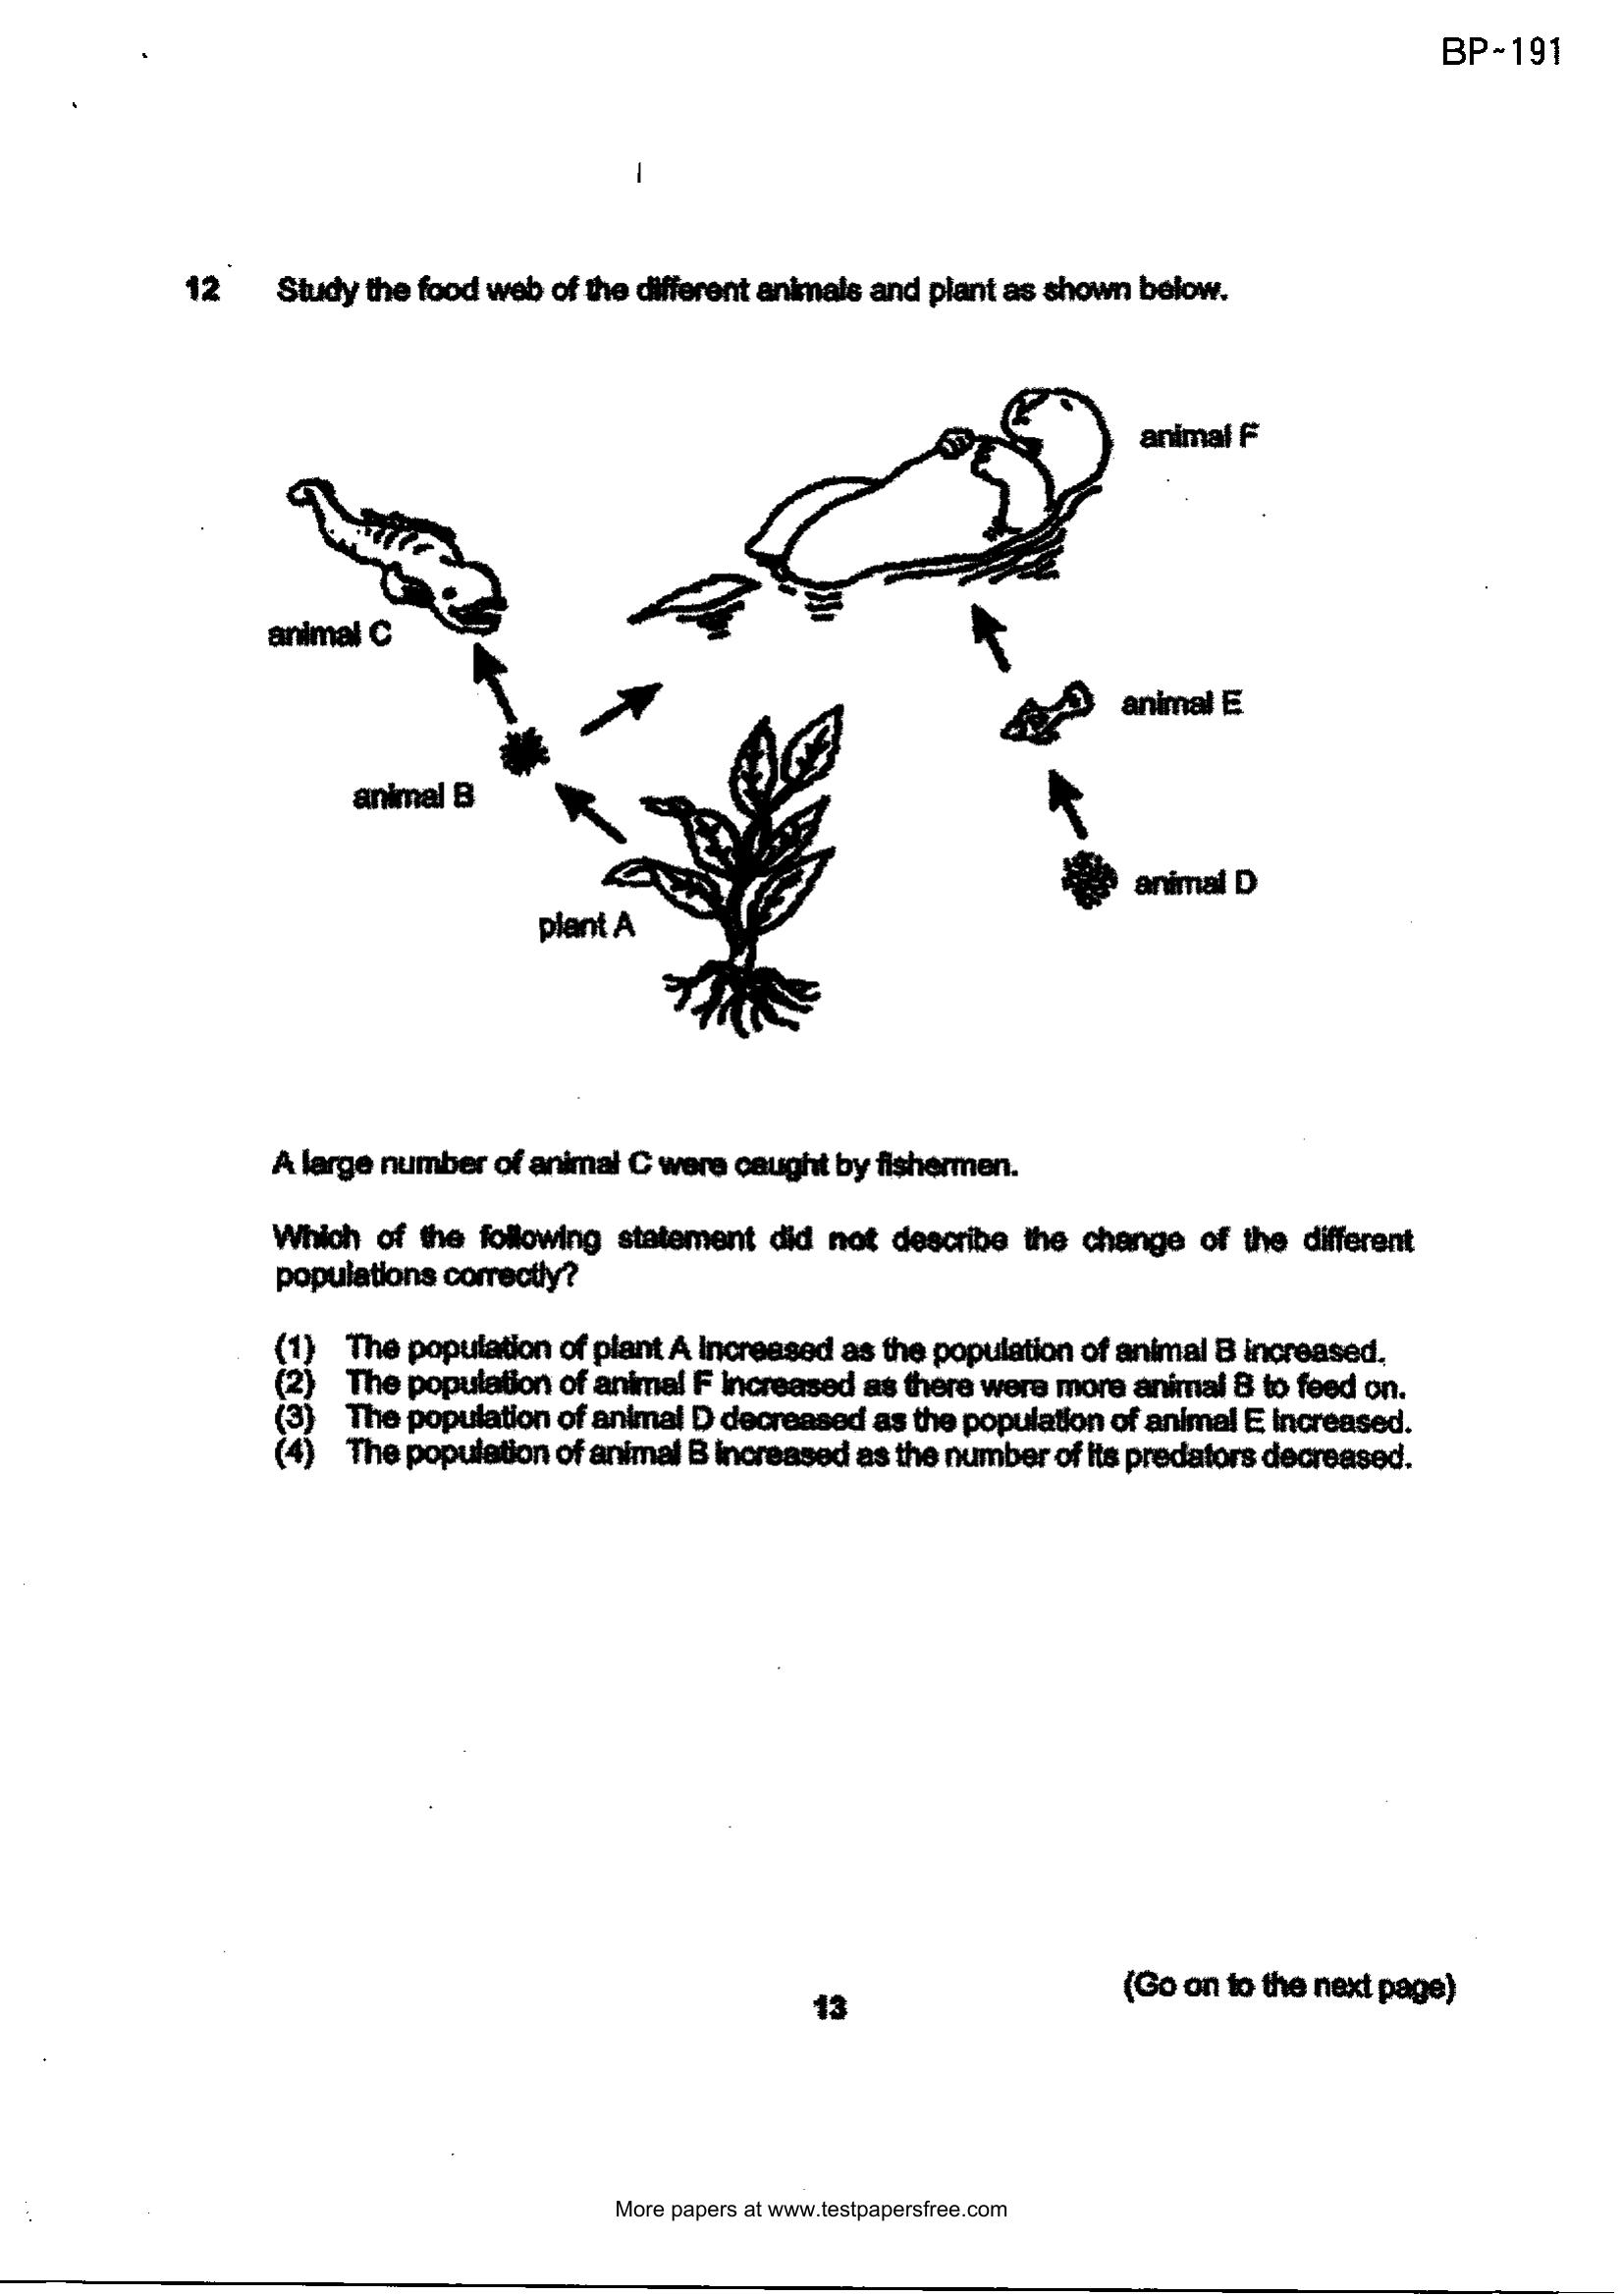 BP-191
12 Study the food web of the different animals and plant as shown below.
animal F
animal C
animal E
animal B
animal D
plant A
A large number of animal C were caught by fishermen.
Which of the following statement did not describe the change of the different
populations correctly?
(1) The population of plant A increased as the population of animal B increased.
(2) The population of animal F increased as there were more animal B to feed on.
(3) The population of animal D decreased as the population of animal E increased.
(4) The population of animal B increased as the number of its predators decreased.
(Go on to the next page)
13
More papers at www.testpapersfree.com